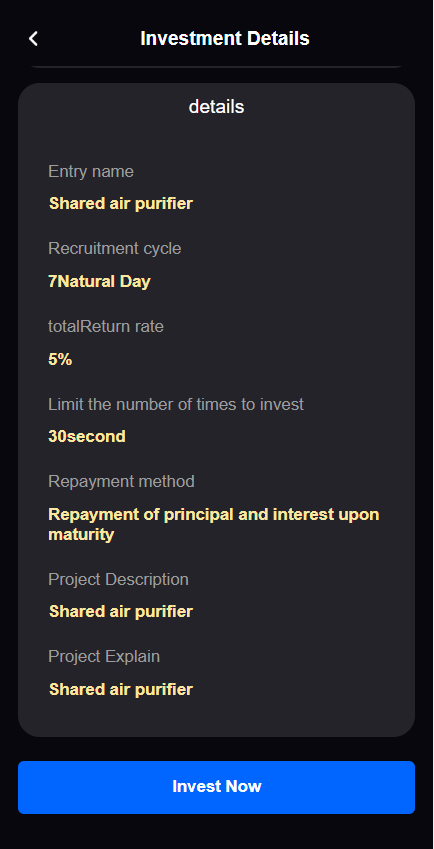 Investment Details
details
Entry name
Shared air purifier
Recruitment cycle
7Natural Day
totalReturn rate
5%
Limit the number of times to invest
30second
Repayment method
Repayment of principal and interest upon
maturity
Project Description
Shared air purifier
Project Explain
Shared air purifier
Invest Now